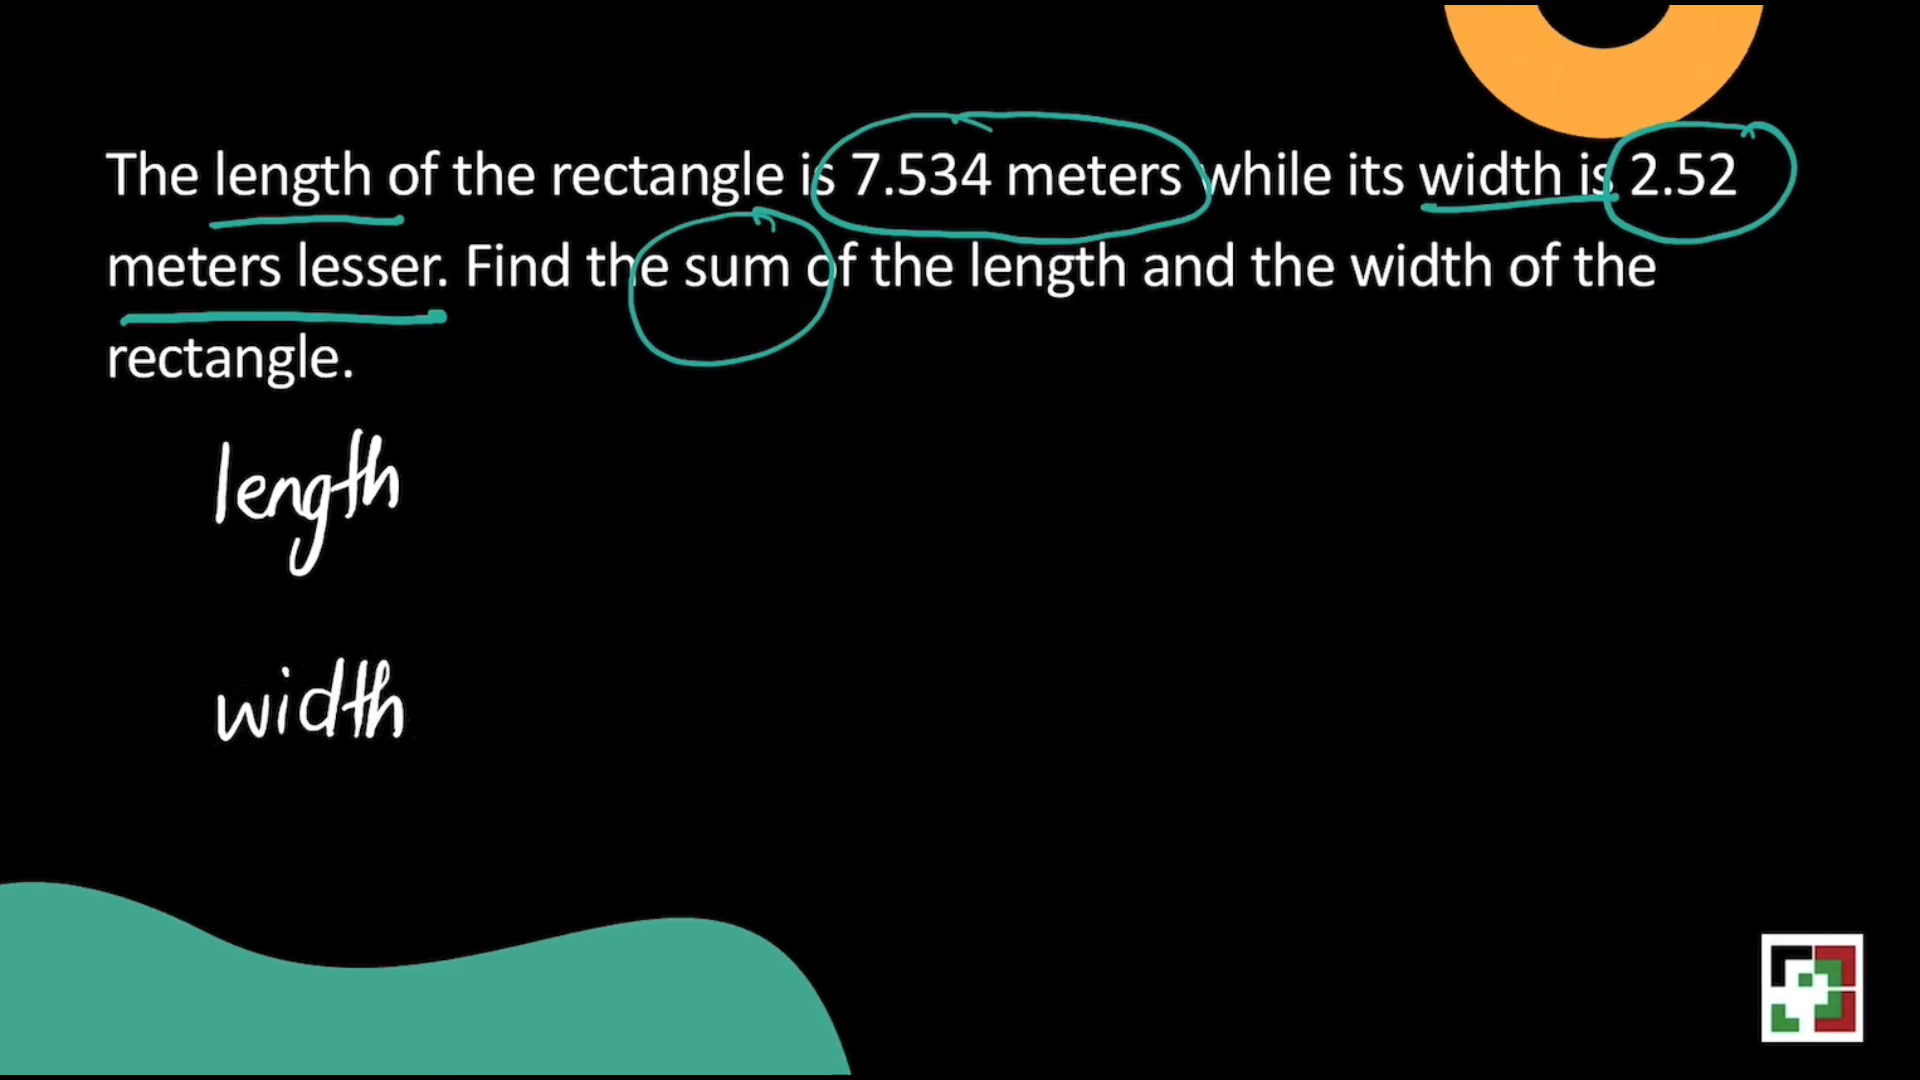 The length of the rectangle is 7.534 meters while its width is 2.52
meters lesser. Find the sum of the length and the width of the
rectangle.
length
width